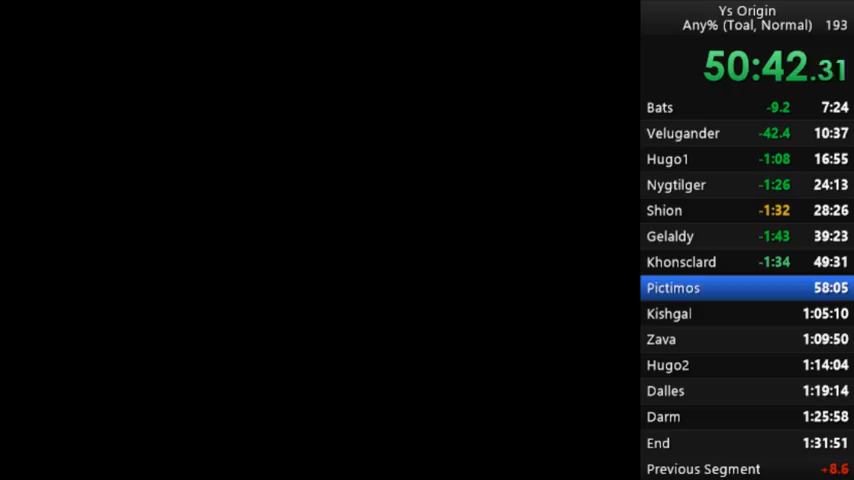 Ys Origin
Any% (Toal, Normal) 193
50:42.31
Bats -9.2 7:24
Velugander -42.4 10:37
Hugo1 -1:08 16:55
Nygtilger -1:26 24:13
Shion -1:32 28:26
Gelaldy -1:43 39:23
Khonsclard -1:34 49:31
Pictimos 58:05
Kishgal 1:05:10
Zava 1:09:50
Hugo2 1:14:04
Dalles 1:19:14
Darm 1:25:58
End 1:31:51
Previous Segment +8.6